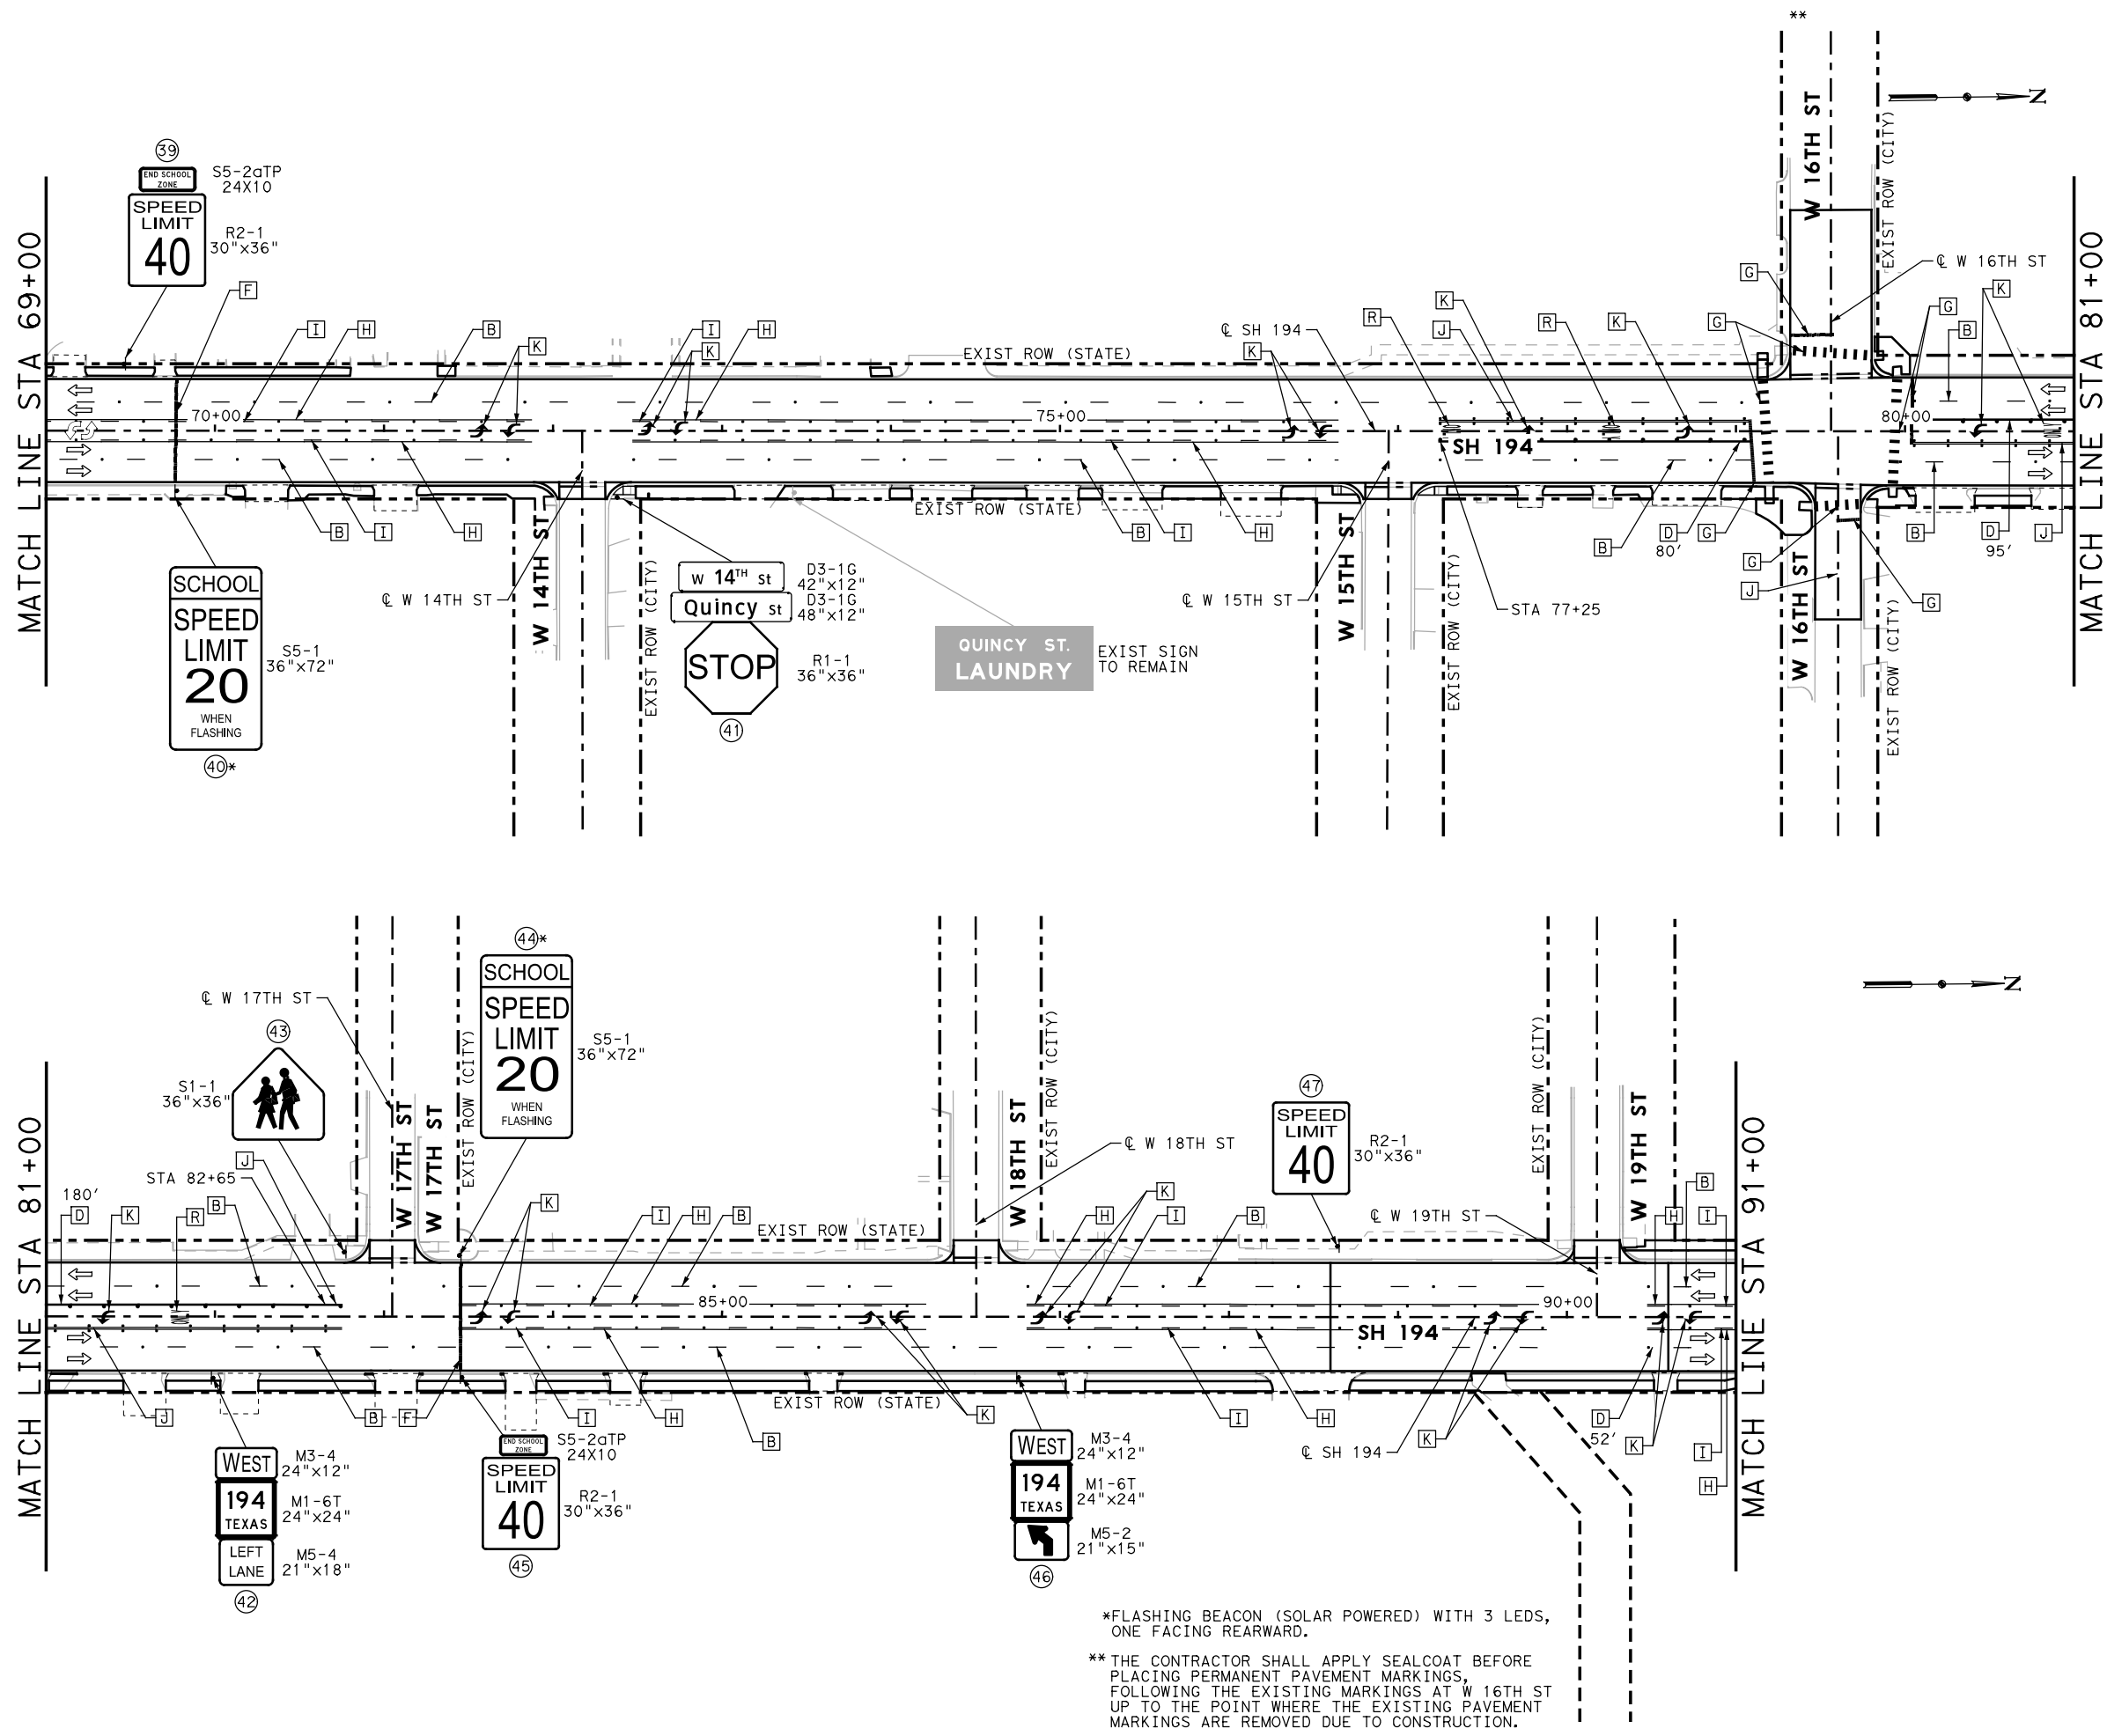 **
N
W 16TH ST
EXIST ROW (CITY)
39
END SCHOOL
ZONE
S5-2aTP
24X10
SPEED
LIMIT
40
R2-1
30"x36"
MATCH LINE STA 69+00
MATCH LINE STA 81+00
G
℄ W 16TH ST
F
K
G
K
J
R
K
G
B
I
H
B
K
I
K
H
℄ SH 194
K
R
EXIST ROW (STATE)
70+00
75+00
80+00
SH 194
EXIST ROW (STATE)
B
I
H
B
I
H
B
D
80'
G
B
D
95'
J
G
J
G
SCHOOL
SPEED
LIMIT
20
WHEN
FLASHING
S5-1
36"x72"
40*
℄ W 14TH ST
W 14TH ST
EXIST ROW (CITY)
W 14TH St
D3-1G
42"x12"
Quincy St
D3-1G
48"x12"
STOP
R1-1
36"x36"
41
QUINCY ST.
LAUNDRY
EXIST SIGN
TO REMAIN
℄ W 15TH ST
W 15TH ST
EXIST ROW (CITY)
STA 77+25
W 16TH ST
EXIST ROW (CITY)
44*
SCHOOL
SPEED
LIMIT
20
WHEN
FLASHING
S5-1
36"x72"
℄ W 17TH ST
43
S1-1
36"x36"
N
MATCH LINE STA 81+00
MATCH LINE STA 91+00
W 17TH ST
W 17TH ST
EXIST ROW (CITY)
W 18TH ST
EXIST ROW (CITY)
℄ W 18TH ST
47
SPEED
LIMIT
40
R2-1
30"x36"
EXIST ROW (CITY)
W 19TH ST
J
STA 82+65
180'
D
K
R
B
K
I
H
B
EXIST ROW (STATE)
H
I
K
B
℄ W 19TH ST
H
B
I
85+00
90+00
SH 194
EXIST ROW (STATE)
J
B
F
I
H
B
K
I
H
℄ SH 194
K
D
52'
K
I
H
WEST
M3-4
24"x12"
194
TEXAS
M1-6T
24"x24"
LEFT
LANE
M5-4
21"x18"
42
END SCHOOL
ZONE
S5-2aTP
24X10
SPEED
LIMIT
40
R2-1
30"x36"
45
WEST
M3-4
24"x12"
194
TEXAS
M1-6T
24"x24"
M5-2
21"x15"
46
*FLASHING BEACON (SOLAR POWERED) WITH 3 LEDS,
ONE FACING REARWARD.
** THE CONTRACTOR SHALL APPLY SEALCOAT BEFORE
PLACING PERMANENT PAVEMENT MARKINGS,
FOLLOWING THE EXISTING MARKINGS AT W 16TH ST
UP TO THE POINT WHERE THE EXISTING PAVEMENT
MARKINGS ARE REMOVED DUE TO CONSTRUCTION.